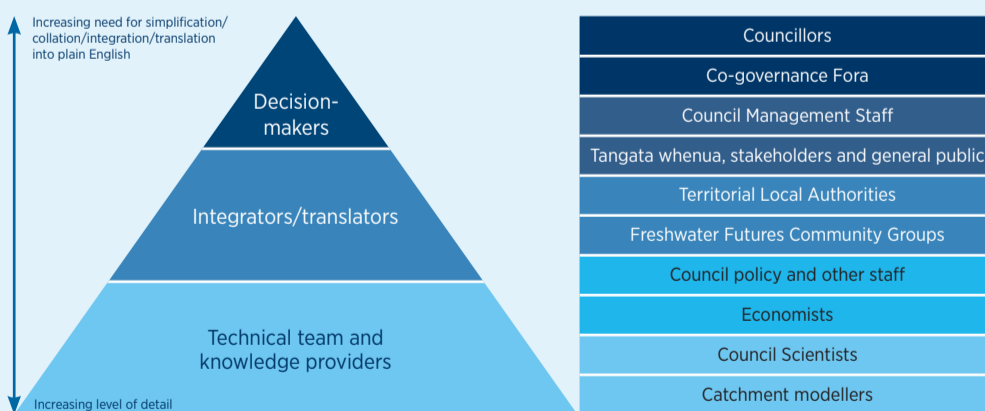 Increasing need for simplification/
collation/integration/translation
into plain English
Decision-
makers
Integrators/translators
Technical team and
knowledge providers
Increasing level of detail
Councillors
Co-governance Fora
Council Management Staff
Tangata whenua, stakeholders and general public
Territorial Local Authorities
Freshwater Futures Community Groups
Council policy and other staff
Economists
Council Scientists
Catchment modellers